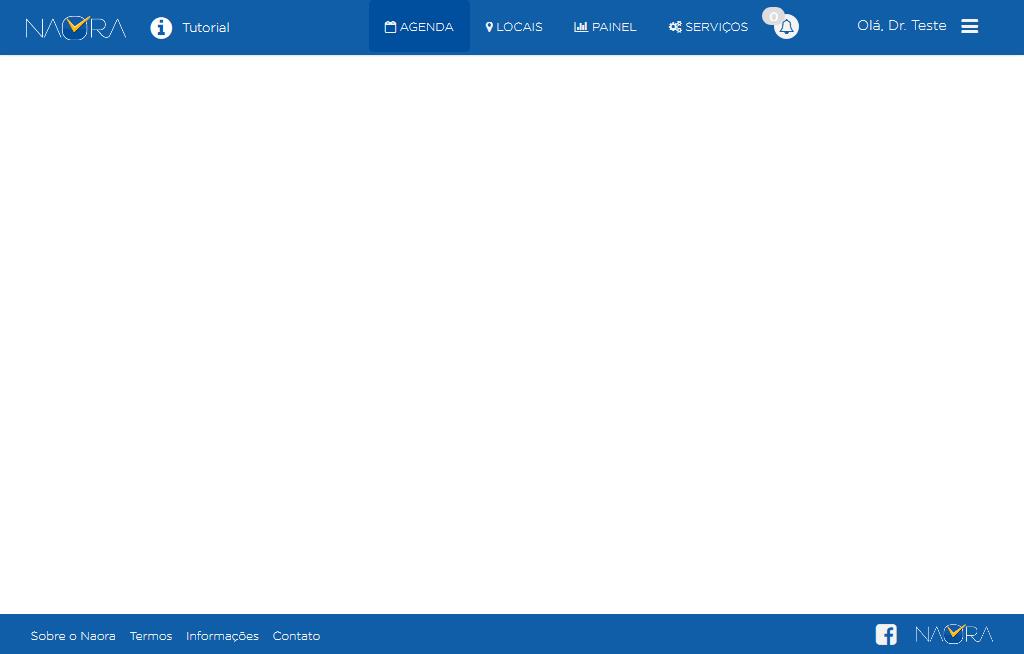 NAORA
Tutorial
AGENDA
LOCAIS
PAINEL
SERVIÇOS
0
Olá, Dr. Teste
Sobre o Naora
Termos
Informações
Contato
NAORA